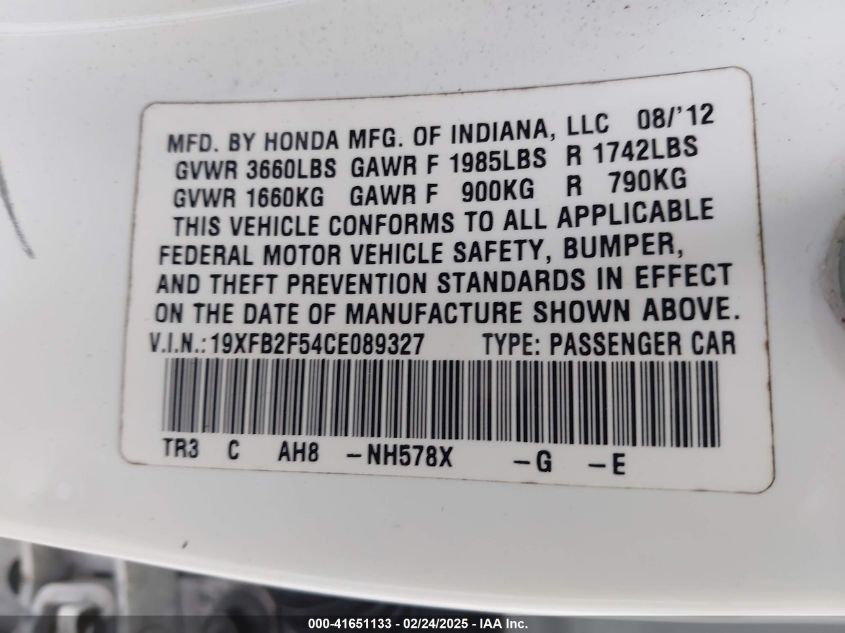 MFD. BY HONDA MFG. OF INDIANA, LLC 08/'12
GVWR 3660LBS GAWR F 1985LBS R 1742LBS
GVWR 1660KG GAWR F 900KG R 790KG
THIS VEHICLE CONFORMS TO ALL APPLICABLE
FEDERAL MOTOR VEHICLE SAFETY, BUMPER,
AND THEFT PREVENTION STANDARDS IN EFFECT
ON THE DATE OF MANUFACTURE SHOWN ABOVE.
V.I.N.:19XFB2F54CE089327 TYPE: PASSENGER CAR
TR3 C AH8 -NH578X -G -E
000-41651133 - 02/24/2025 - IAA Inc.